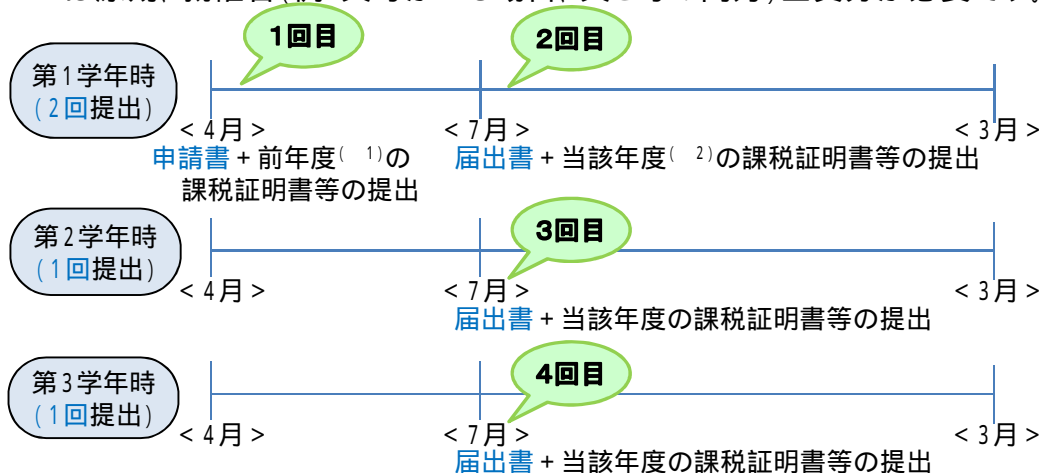 1回目
2回目
第1学年時
(2回提出)
<4月>
<7月>
<3月>
申請書+前年度( 1)の
課税証明書等の提出
届出書+当該年度( 2)の課税証明書等の提出
3回目
第2学年時
(1回提出)
<4月>
<7月>
<3月>
届出書+当該年度の課税証明書等の提出
4回目
第3学年時
(1回提出)
<4月>
<7月>
<3月>
届出書+当該年度の課税証明書等の提出